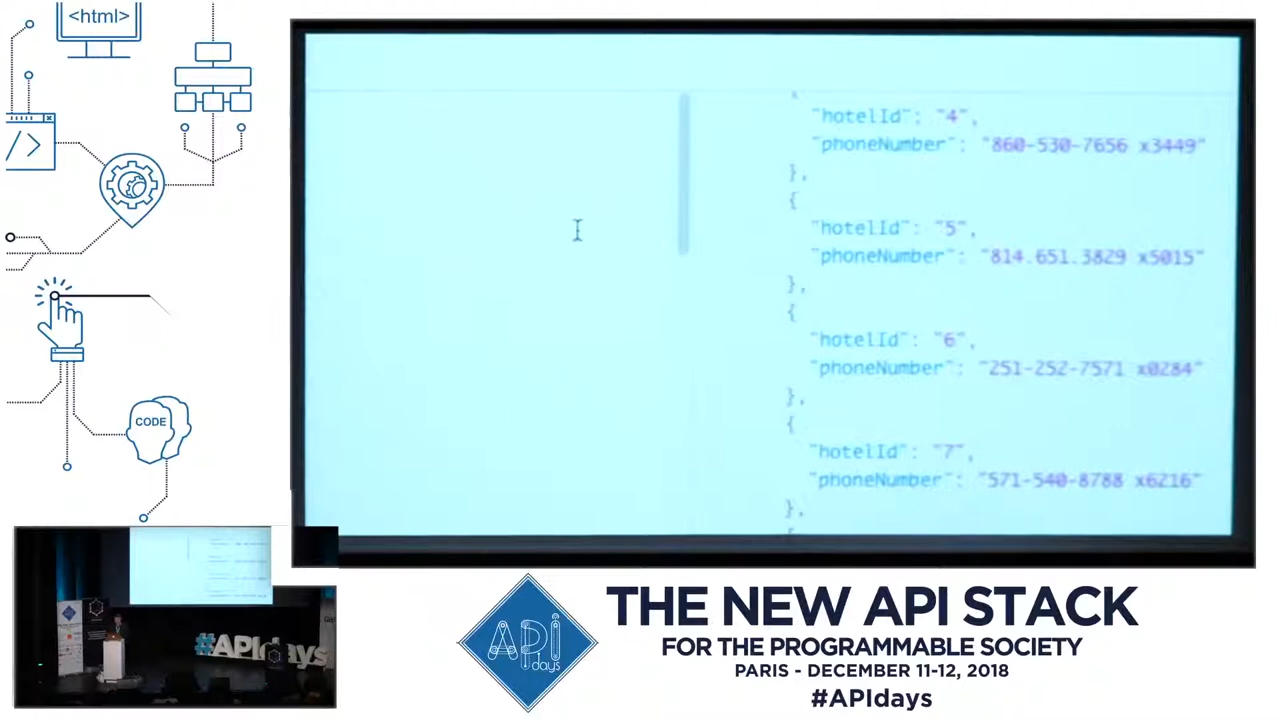 <html>
</>
CODE
"hotelId": "4",
"phoneNumber": "860-530-7656 x3449"
},
{
"hotelId": "5",
"phoneNumber": "814.651.3829 x5015"
},
{
"hotelId": "6",
"phoneNumber": "251-252-7571 x0284"
},
{
"hotelId": "7",
"phoneNumber": "571-540-8788 x6216"
},
#APIdays
API
days
THE NEW API STACK
FOR THE PROGRAMMABLE SOCIETY
PARIS - DECEMBER 11-12, 2018
#APIdays